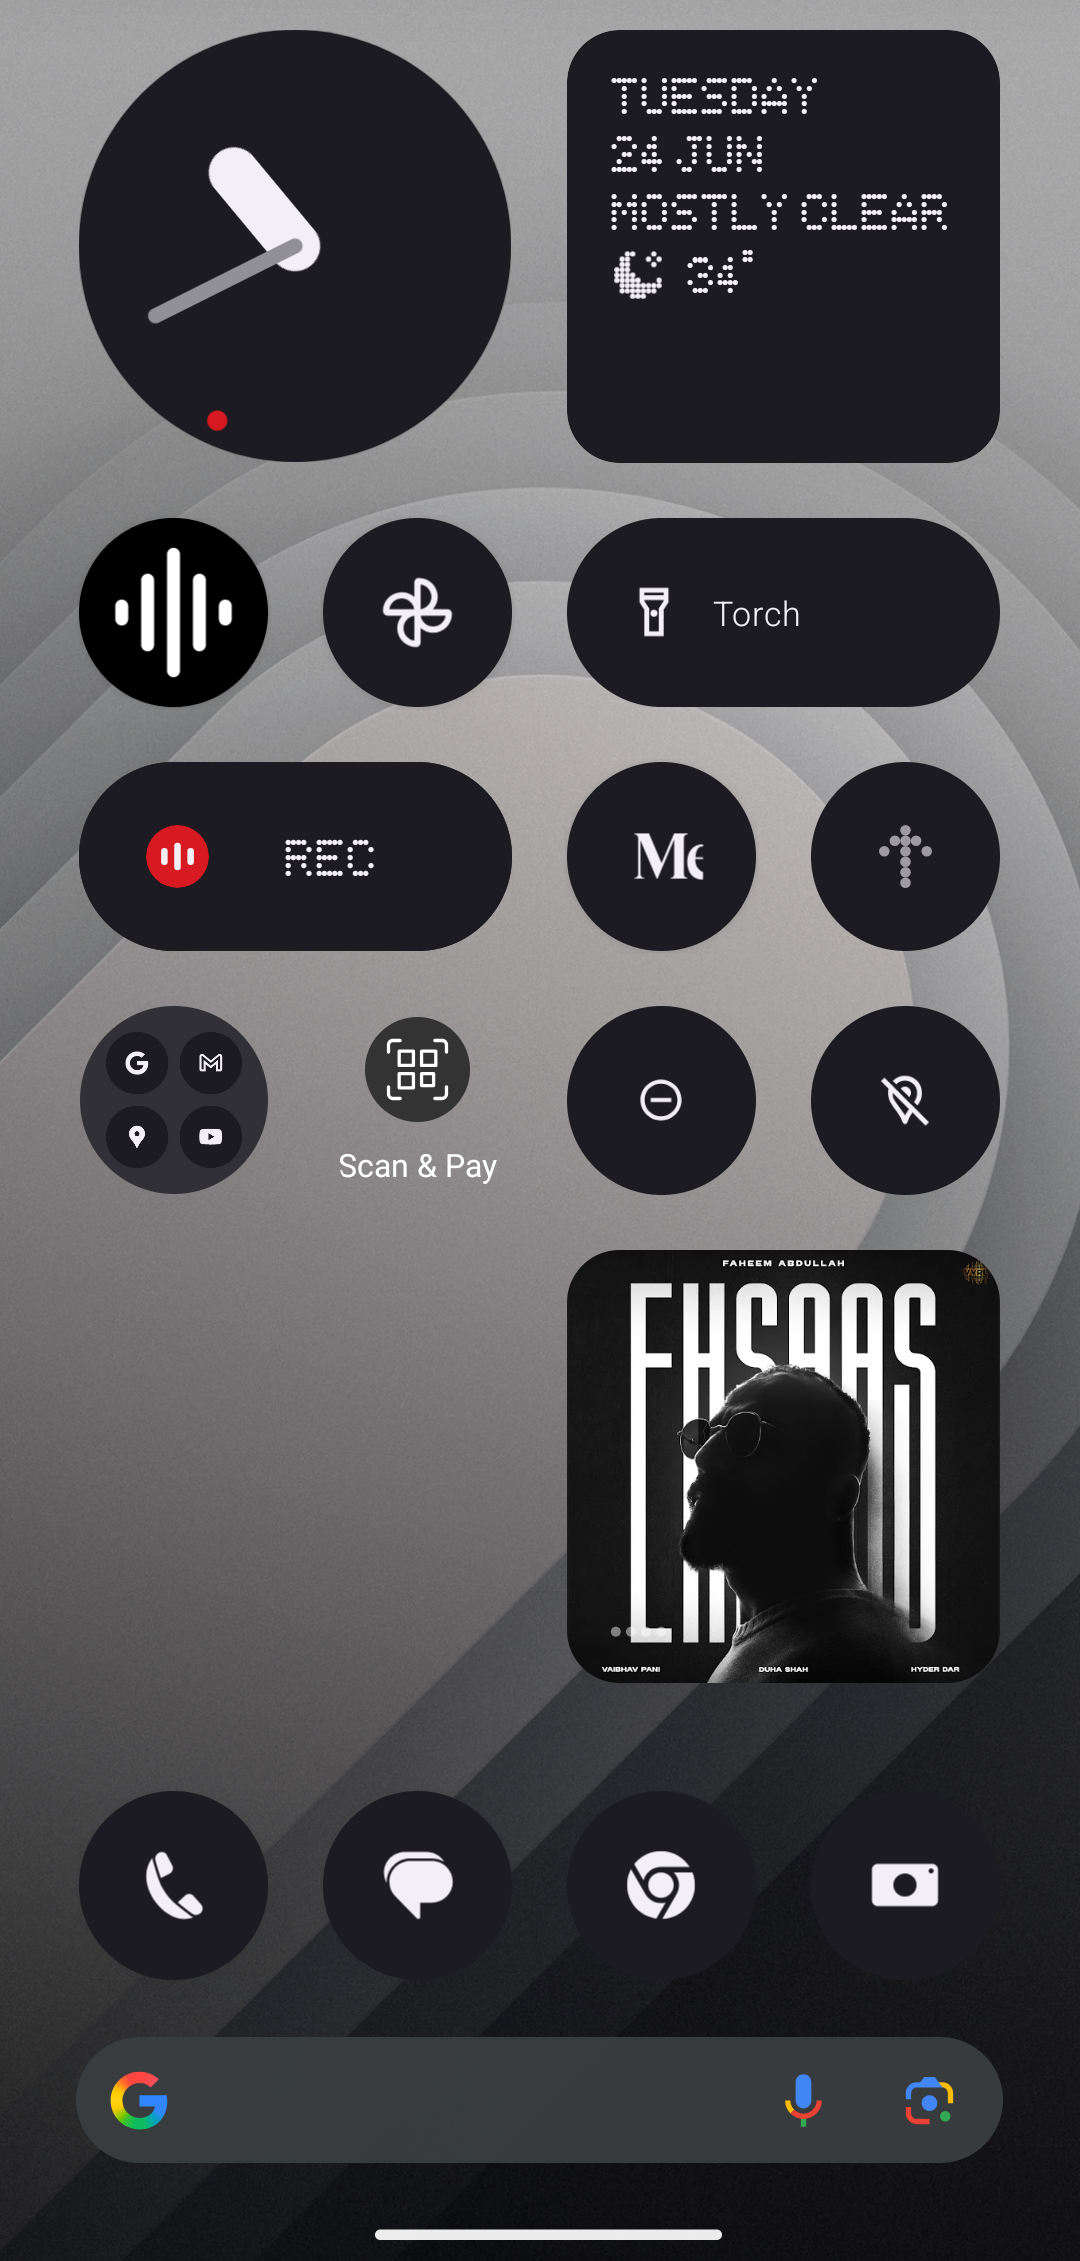 TUESDAY
24 JUN
MOSTLY CLEAR
34°
Torch
REC
Me
Scan & Pay
FAHEEM ABDULLAH
EHSAAS
VAIBHAV PANI
DUHA SHAH
HYDER DAR